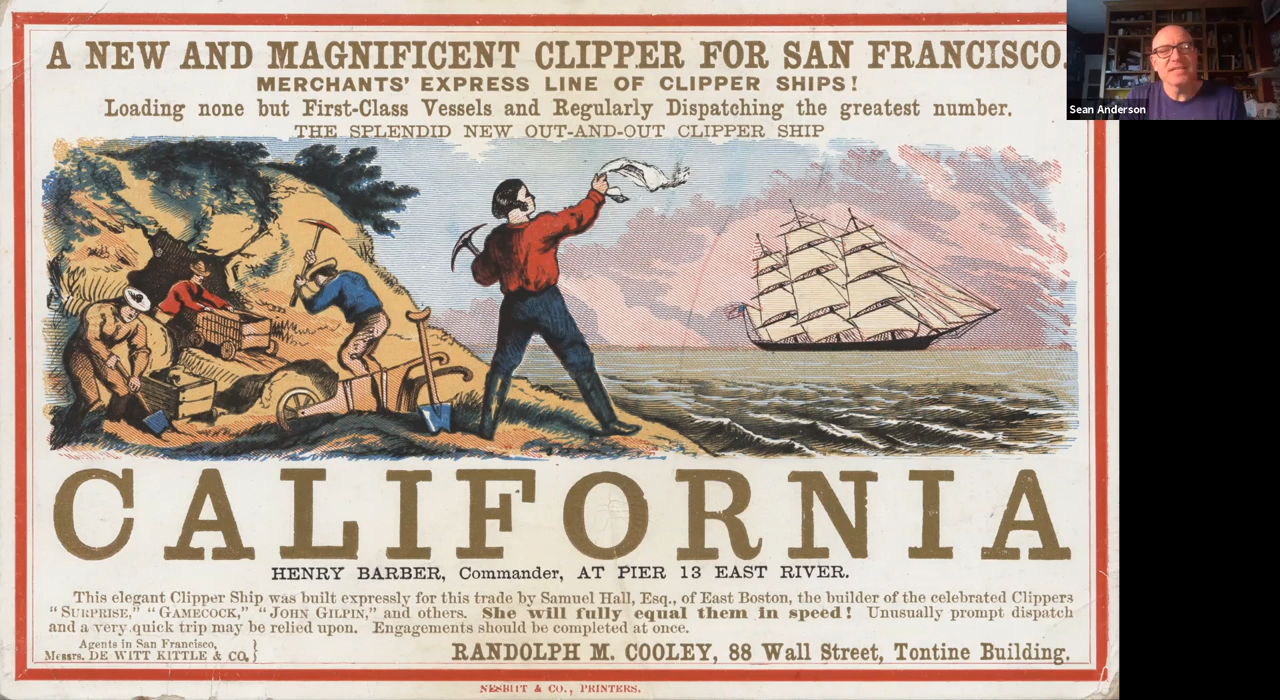 A NEW AND MAGNIFICENT CLIPPER FOR SAN FRANCISCO.
MERCHANTS' EXPRESS LINE OF CLIPPER SHIPS!
Loading none but First-Class Vessels and Regularly Dispatching the greatest number.
THE SPLENDID NEW OUT-AND-OUT CLIPPER SHIP
Sean Anderson
CALIFORNIA
HENRY BARBER, Commander, AT PIER 13 EAST RIVER.
This elegant Clipper Ship was built expressly for this trade by Samuel Hall, Esq., of East Boston, the builder of the celebrated Clippers
"SURPRISE," "GAMECOCK," "JOHN GILPIN," and others. She will fully equal them in speed! Unusually prompt dispatch
and a very quick trip may be relied upon. Engagements should be completed at once.
Agents in San Francisco,
Messrs. DE WITT KITTLE & CO.
RANDOLPH M. COOLEY, 88 Wall Street, Tontine Building.
NESBITT & CO., PRINTERS.